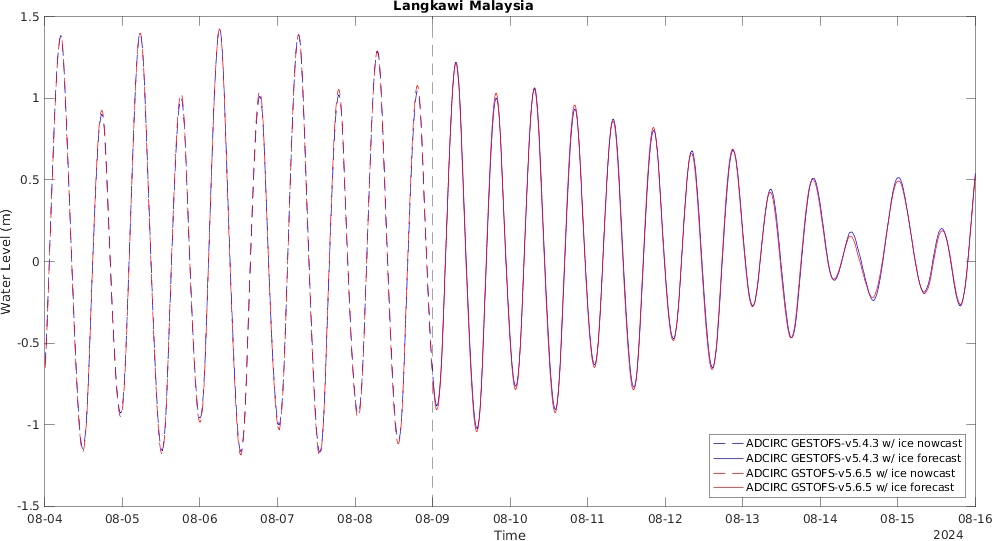 Langkawi Malaysia
1.5
1
0.5
0
-0.5
-1
-1.5
Water Level (m)
ADCIRC GESTOFS-v5.4.3 w/ ice nowcast
ADCIRC GESTOFS-v5.4.3 w/ ice forecast
ADCIRC GSTOFS-v5.6.5 w/ ice nowcast
ADCIRC GSTOFS-v5.6.5 w/ ice forecast
08-04 08-05 08-06 08-07 08-08 08-09 08-10 08-11 08-12 08-13 08-14 08-15 08-16
Time
2024